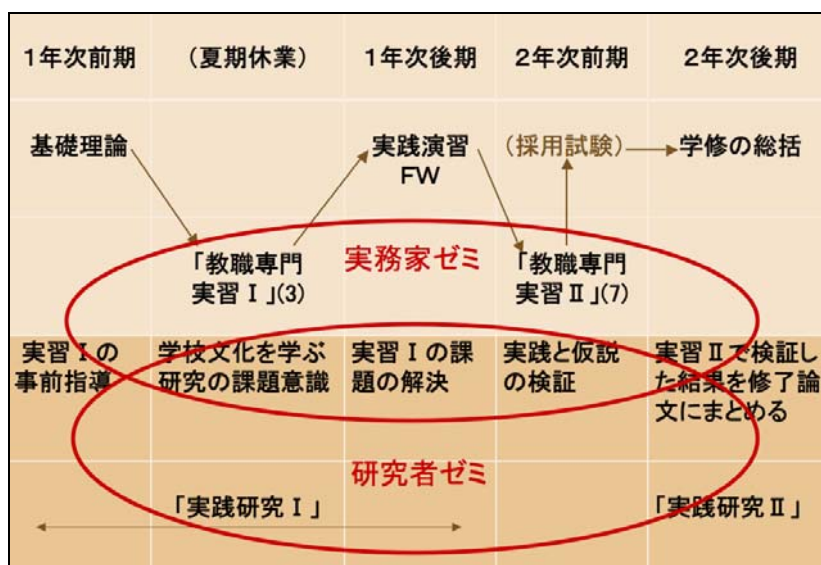 1年次前期
(夏期休業)
1年次後期
2年次前期
2年次後期
基礎理論
実践演習
FW
(採用試験)
学修の総括
「教職専門
実習Ⅰ」(3)
実務家ゼミ
「教職専門
実習Ⅱ」(7)
実習Ⅰの
事前指導
学校文化を学ぶ
研究の課題意識
実習Ⅰの課
題の解決
実践と仮説
の検証
実習Ⅱで検証し
た結果を修了論
文にまとめる
研究者ゼミ
「実践研究Ⅰ」
「実践研究Ⅱ」